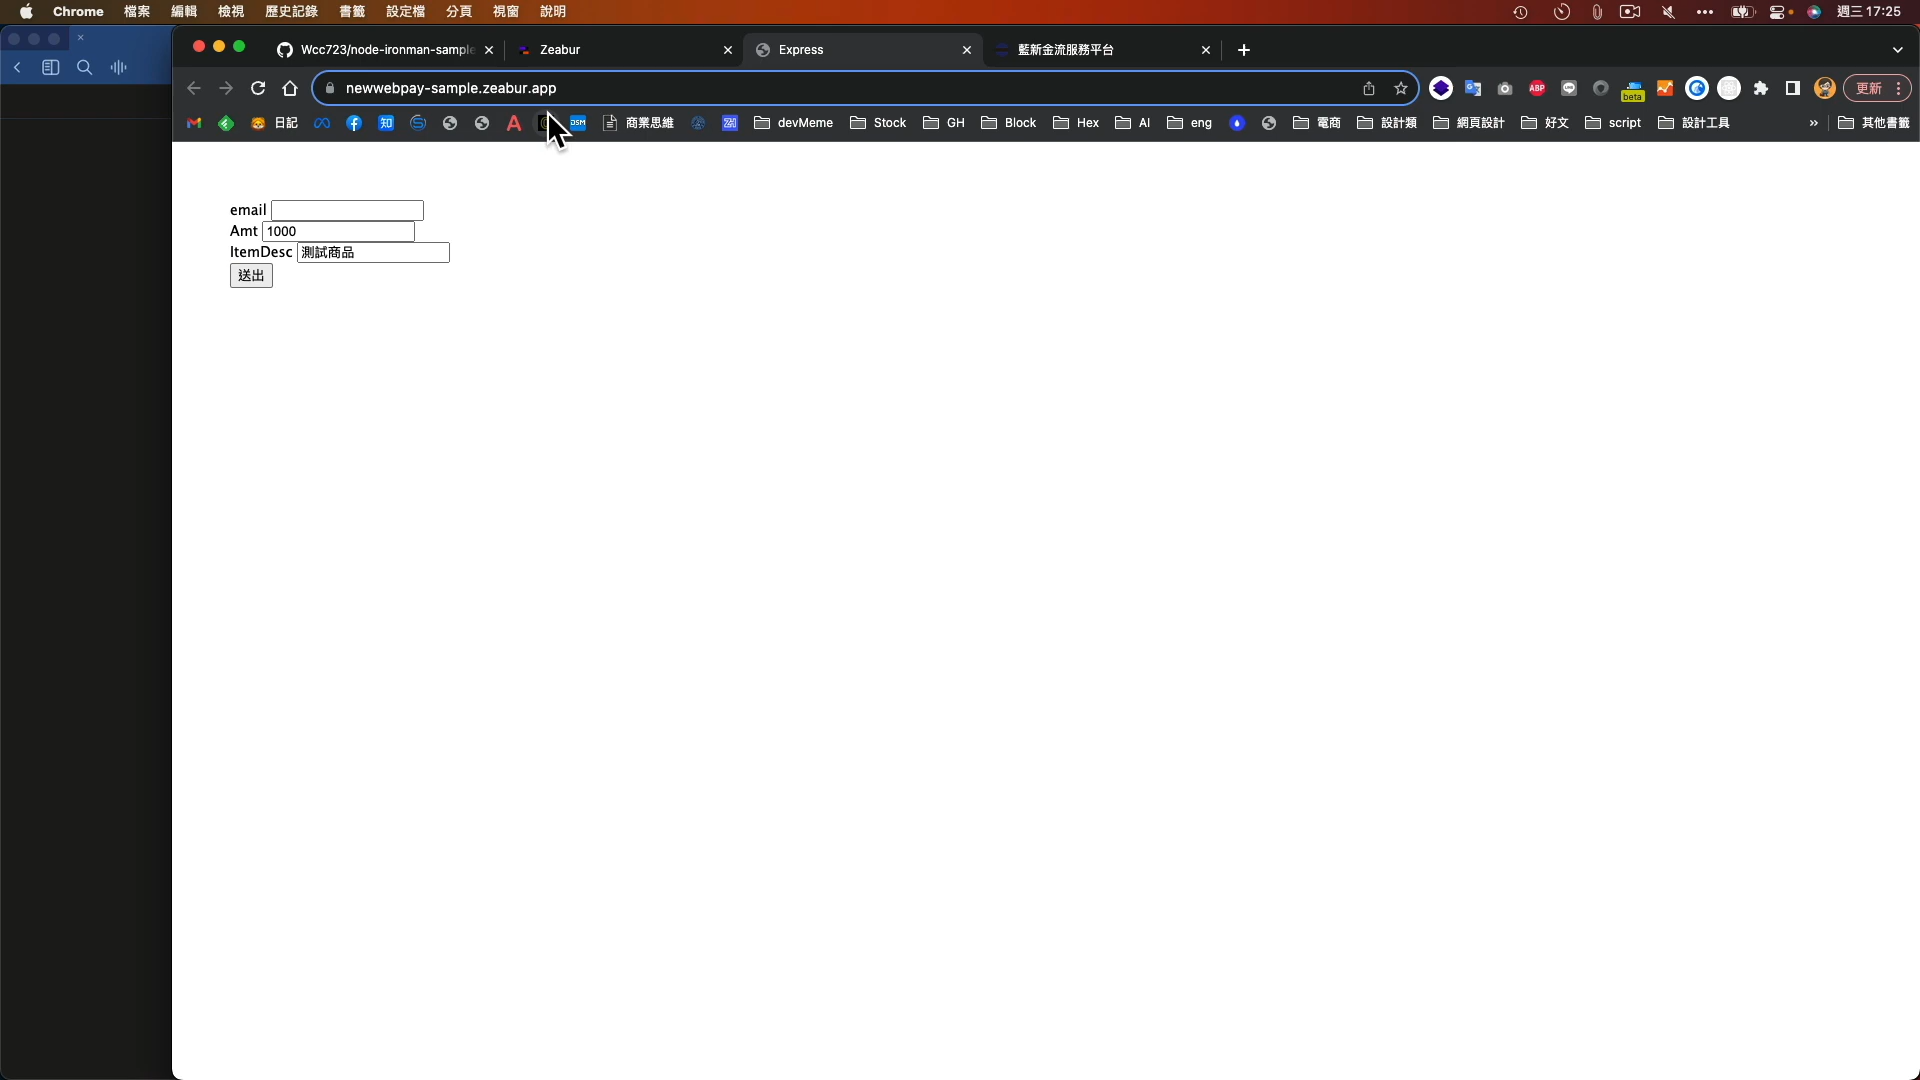 Chrome 檔案 編輯 檢視 歷史記錄 書籤 設定檔 分頁 視窗 說明 週三 17:25
Wcc723/node-ironman-sample Zeabur Express 藍新金流服務平台
newwebpay-sample.zeabur.app ABP beta 更新
日記 知 商業思維 devMeme Stock GH Block Hex AI eng 電商 設計類 網頁設計 好文 script 設計工具 » 其他書籤
email
Amt 1000
ItemDesc 測試商品
送出